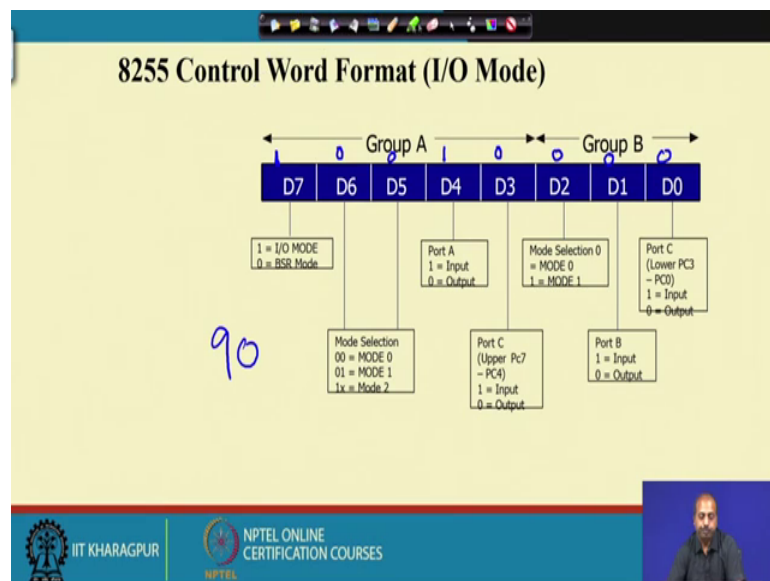 8255 Control Word Format (I/O Mode)
Group A
Group B
1 0 0 1 0 0 0 0
D7 D6 D5 D4 D3 D2 D1 D0
1 = I/O MODE
0 = BSR Mode
Port A
1 = Input
0 = Output
Mode Selection 0
= MODE 0
1 = MODE 1
Port C
(Lower PC3
– PC0)
1 = Input
0 = Output
90
Mode Selection
00 = MODE 0
01 = MODE 1
1x = Mode 2
Port C
(Upper Pc7
– PC4)
1 = Input
0 = Output
Port B
1 = Input
0 = Output
IIT KHARAGPUR
NPTEL
NPTEL ONLINE
CERTIFICATION COURSES